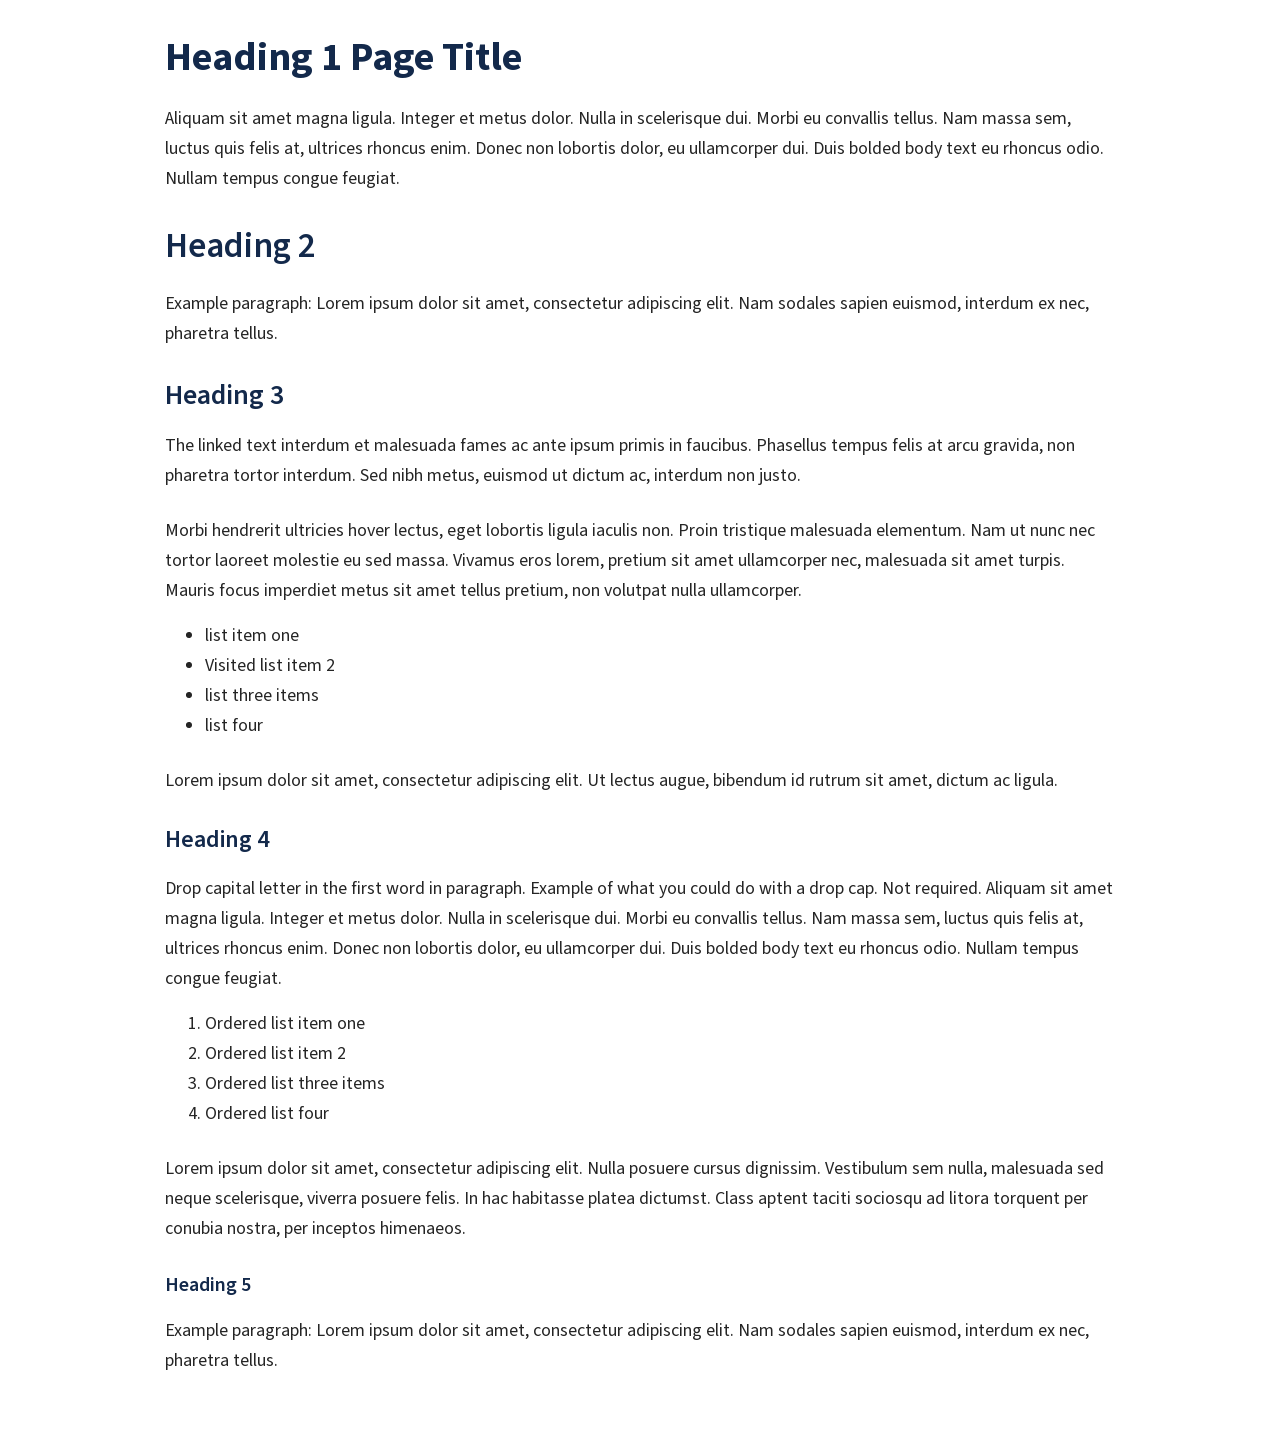 Heading 1 Page Title
Aliquam sit amet magna ligula. Integer et metus dolor. Nulla in scelerisque dui. Morbi eu convallis tellus. Nam massa sem,
luctus quis felis at, ultrices rhoncus enim. Donec non lobortis dolor, eu ullamcorper dui. Duis bolded body text eu rhoncus odio.
Nullam tempus congue feugiat.
Heading 2
Example paragraph: Lorem ipsum dolor sit amet, consectetur adipiscing elit. Nam sodales sapien euismod, interdum ex nec,
pharetra tellus.
Heading 3
The linked text interdum et malesuada fames ac ante ipsum primis in faucibus. Phasellus tempus felis at arcu gravida, non
pharetra tortor interdum. Sed nibh metus, euismod ut dictum ac, interdum non justo.
Morbi hendrerit ultricies hover lectus, eget lobortis ligula iaculis non. Proin tristique malesuada elementum. Nam ut nunc nec
tortor laoreet molestie eu sed massa. Vivamus eros lorem, pretium sit amet ullamcorper nec, malesuada sit amet turpis.
Mauris focus imperdiet metus sit amet tellus pretium, non volutpat nulla ullamcorper.
• list item one
• Visited list item 2
• list three items
• list four
Lorem ipsum dolor sit amet, consectetur adipiscing elit. Ut lectus augue, bibendum id rutrum sit amet, dictum ac ligula.
Heading 4
Drop capital letter in the first word in paragraph. Example of what you could do with a drop cap. Not required. Aliquam sit amet
magna ligula. Integer et metus dolor. Nulla in scelerisque dui. Morbi eu convallis tellus. Nam massa sem, luctus quis felis at,
ultrices rhoncus enim. Donec non lobortis dolor, eu ullamcorper dui. Duis bolded body text eu rhoncus odio. Nullam tempus
congue feugiat.
1. Ordered list item one
2. Ordered list item 2
3. Ordered list three items
4. Ordered list four
Lorem ipsum dolor sit amet, consectetur adipiscing elit. Nulla posuere cursus dignissim. Vestibulum sem nulla, malesuada sed
neque scelerisque, viverra posuere felis. In hac habitasse platea dictumst. Class aptent taciti sociosqu ad litora torquent per
conubia nostra, per inceptos himenaeos.
Heading 5
Example paragraph: Lorem ipsum dolor sit amet, consectetur adipiscing elit. Nam sodales sapien euismod, interdum ex nec,
pharetra tellus.